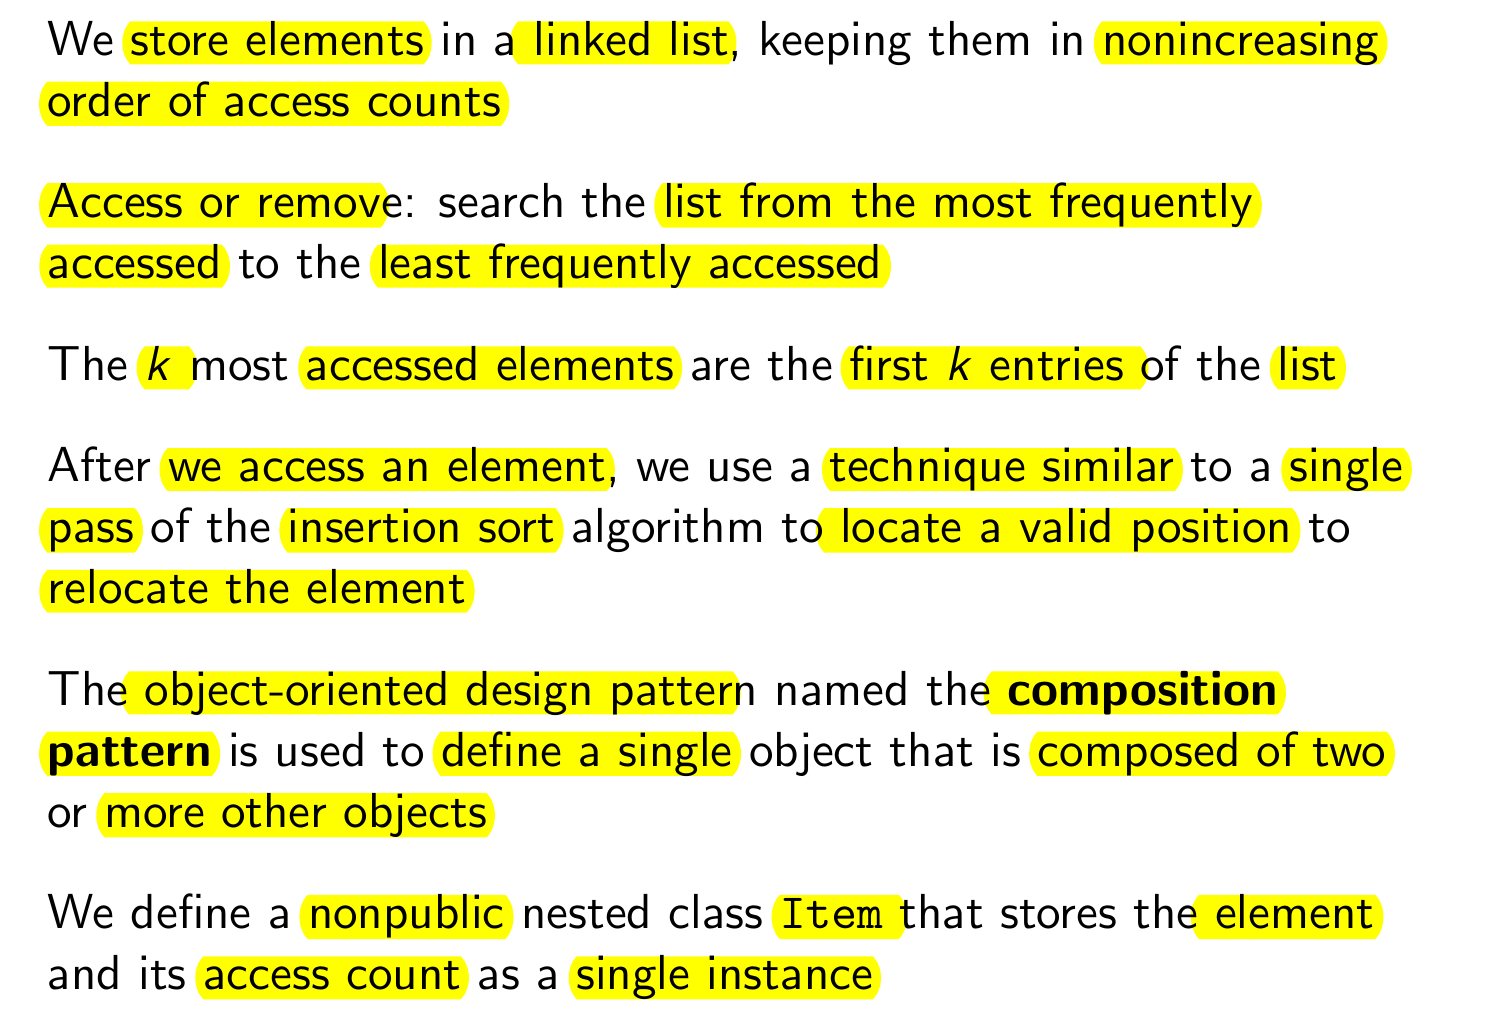 We store elements in a linked list, keeping them in nonincreasing
order of access counts
Access or remove: search the list from the most frequently
accessed to the least frequently accessed
The k most accessed elements are the first k entries of the list
After we access an element, we use a technique similar to a single
pass of the insertion sort algorithm to locate a valid position to
relocate the element
The object-oriented design pattern named the composition
pattern is used to define a single object that is composed of two
or more other objects
We define a nonpublic nested class Item that stores the element
and its access count as a single instance